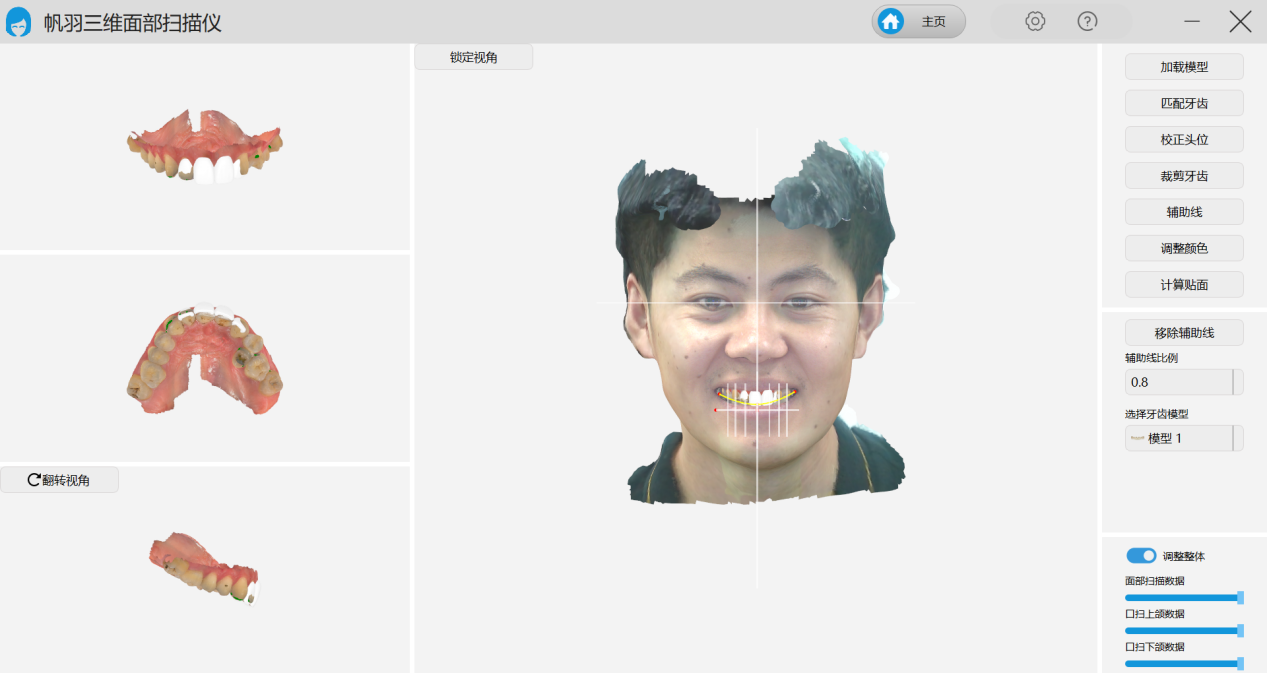 帆羽三维面部扫描仪
主页
锁定视角
翻转视角
加载模型
匹配牙齿
校正头位
裁剪牙齿
辅助线
调整颜色
计算贴面
移除辅助线
辅助线比例
0.8
选择牙齿模型
模型 1
调整整体
面部扫描数据
口扫上颌数据
口扫下颌数据